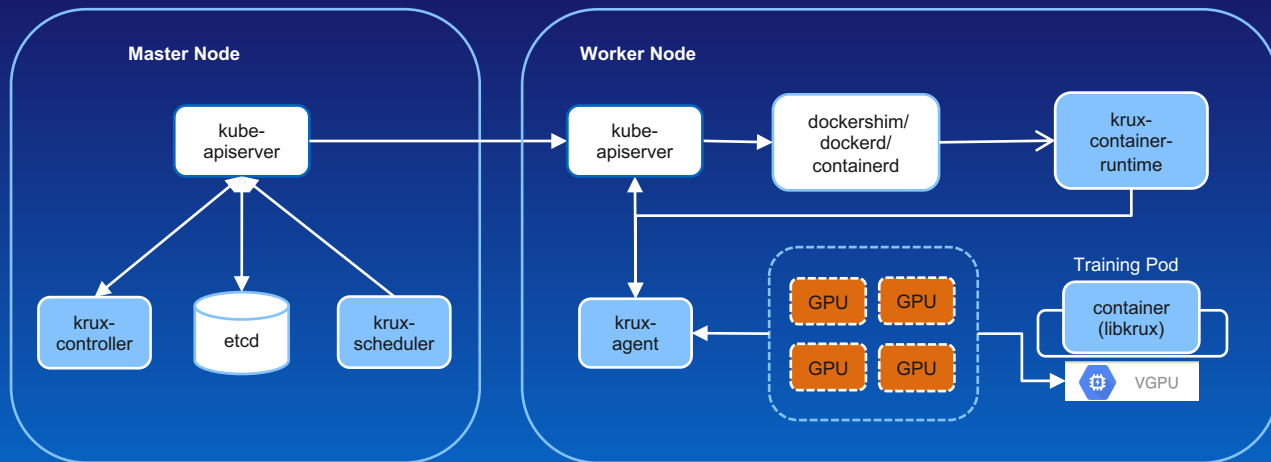 Master Node
Worker Node
kube-
apiserver
kube-
apiserver
dockershim/
dockerd/
containerd
krux-
container-
runtime
krux-
controller
etcd
krux-
scheduler
krux-
agent
GPU
GPU
GPU
GPU
Training Pod
container
(libkrux)
VGPU